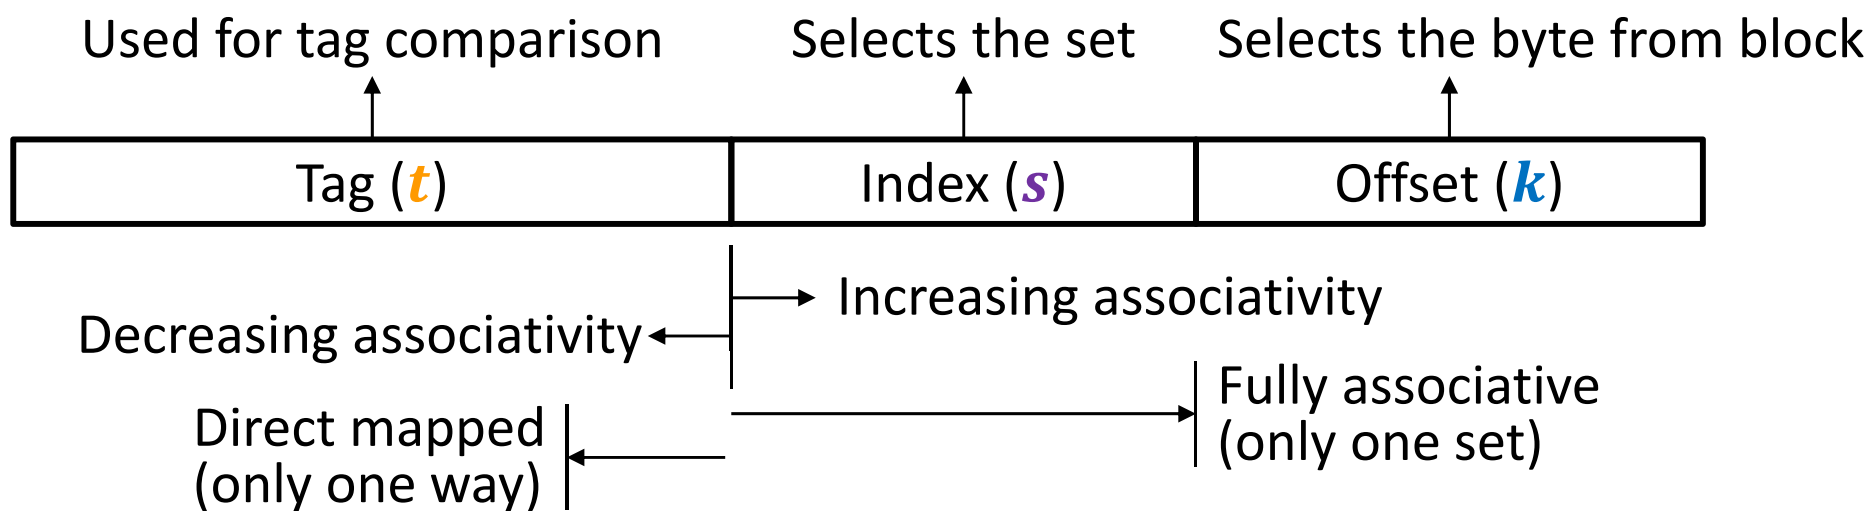 Used for tag comparison
Selects the set
Selects the byte from block
Tag (t)
Index (s)
Offset (k)
Increasing associativity
Decreasing associativity
Fully associative
(only one set)
Direct mapped
(only one way)